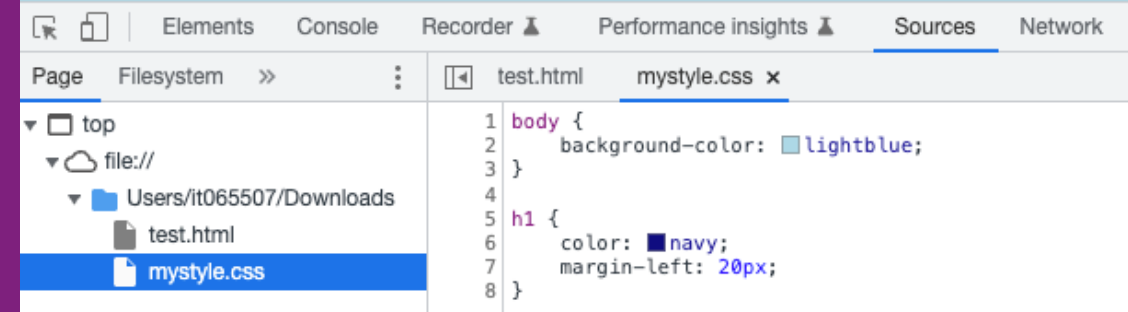 Elements Console Recorder Performance insights Sources Network
Page Filesystem » test.html mystyle.css ×
top
file://
Users/it065507/Downloads
test.html
mystyle.css
1 body {
2     background-color: lightblue;
3 }
4
5 h1 {
6     color: navy;
7     margin-left: 20px;
8 }